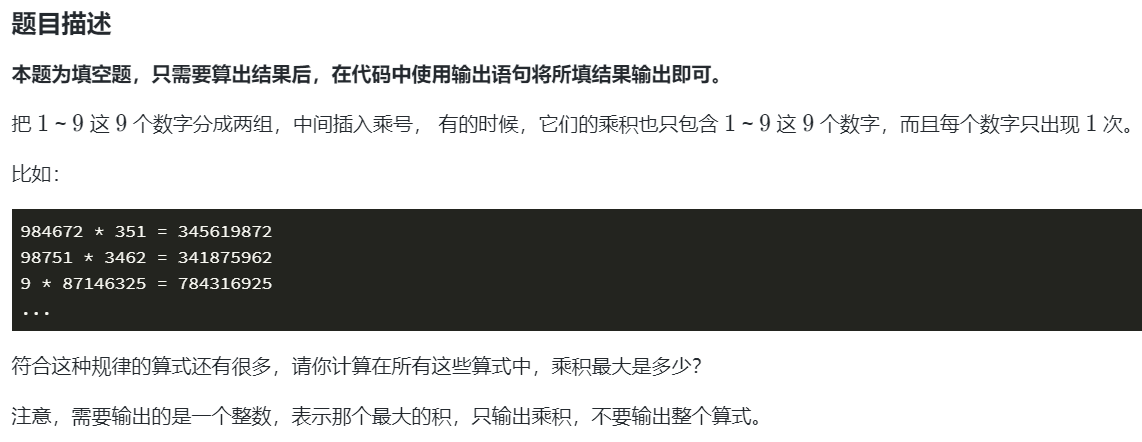 题目描述
本题为填空题，只需要算出结果后，在代码中使用输出语句将所填结果输出即可。
把 1 ~ 9 这 9 个数字分成两组，中间插入乘号， 有的时候，它们的乘积也只包含 1 ~ 9 这 9 个数字，而且每个数字只出现 1 次。
比如：
984672 * 351 = 345619872
98751 * 3462 = 341875962
9 * 87146325 = 784316925
...
符合这种规律的算式还有很多，请你计算在所有这些算式中，乘积最大是多少？
注意，需要输出的是一个整数，表示那个最大的积，只输出乘积，不要输出整个算式。